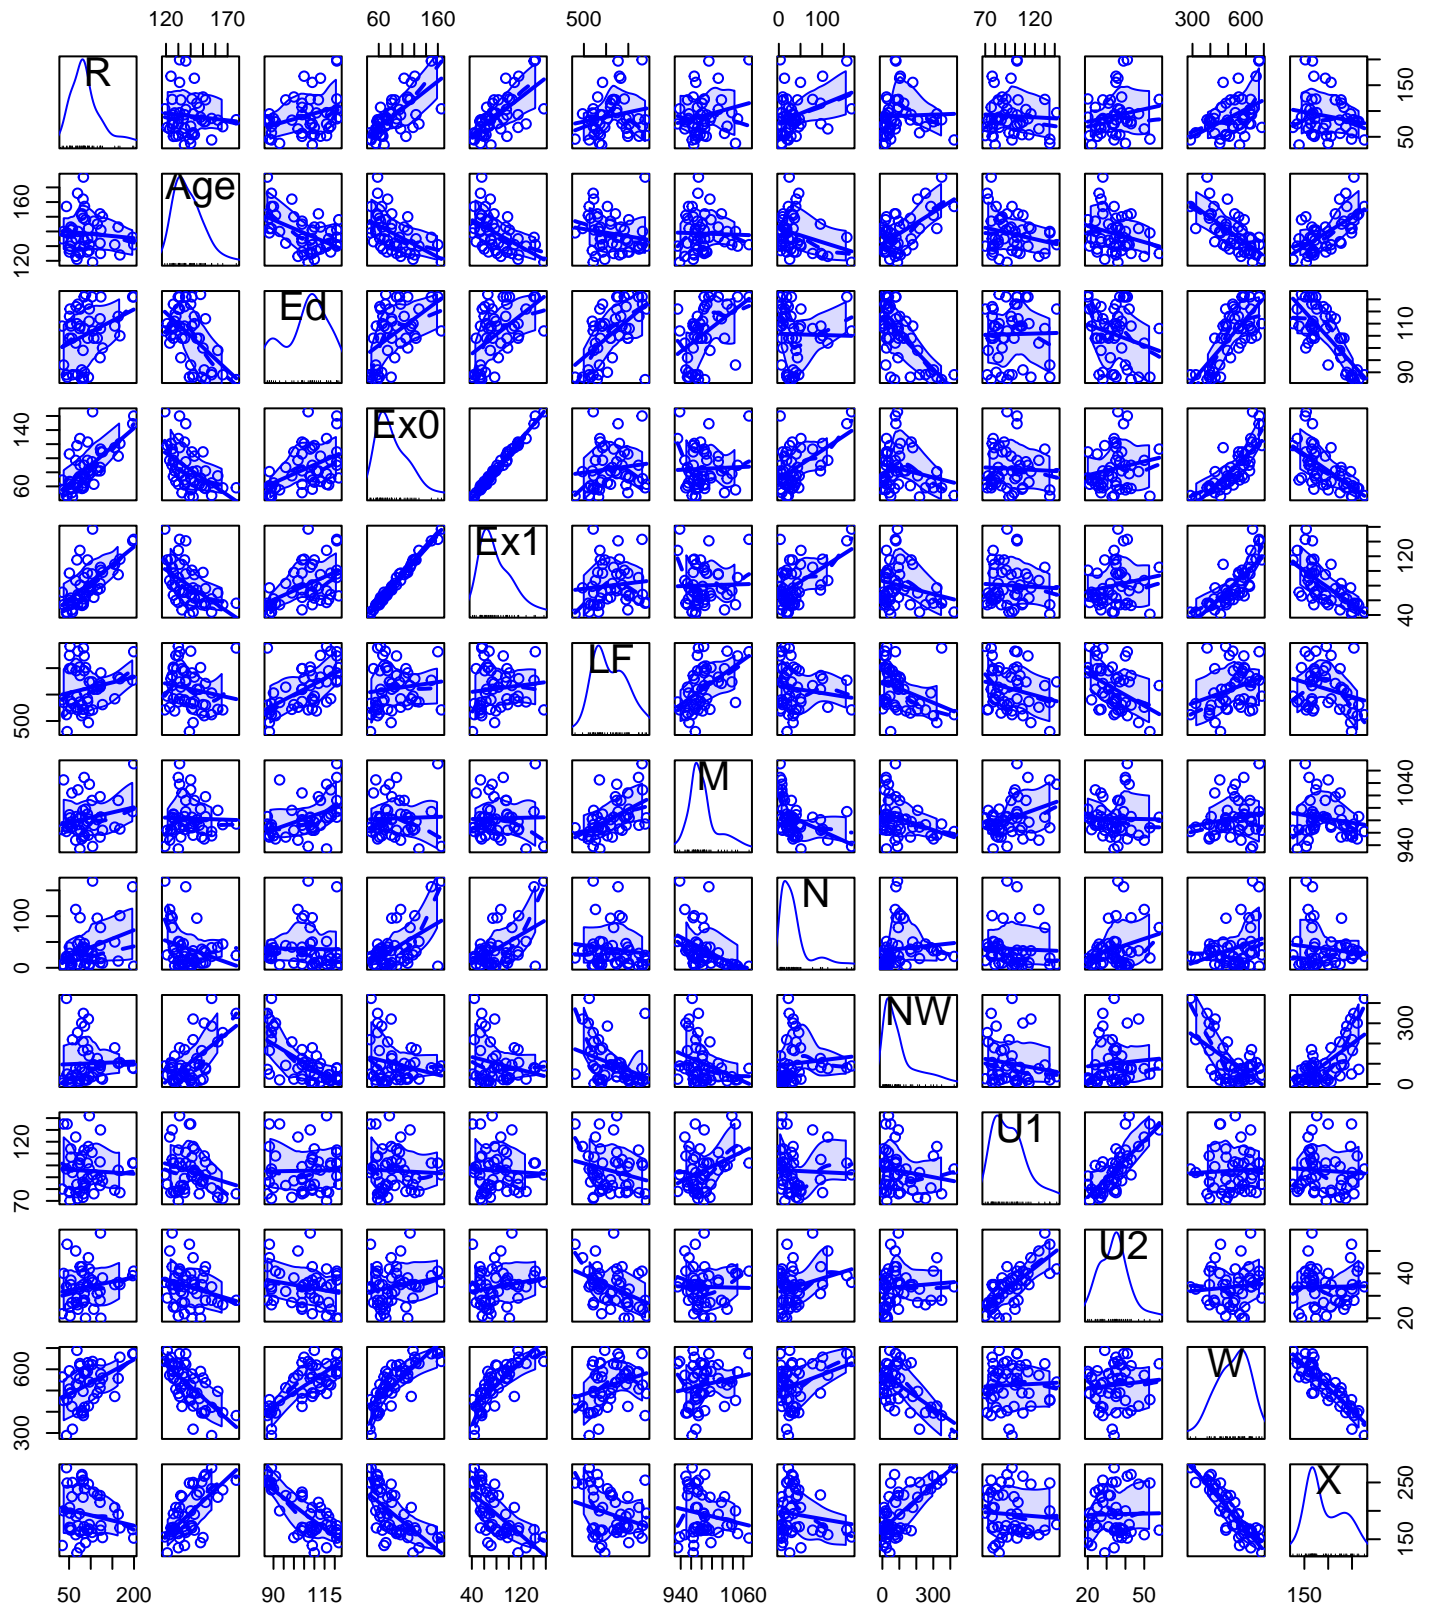 120 170 60 160 500 0 100 70 120 300 600
R 50 150
120 160 Age
Ed 90 110
60 140 Ex0
Ex1 40 120
500 LF
M 940 1040
0 100 N
NW 0 300
70 120 U1
U2 20 40
300 600 W
X 150 250
50 200 90 115 40 120 940 1060 0 300 20 50 150